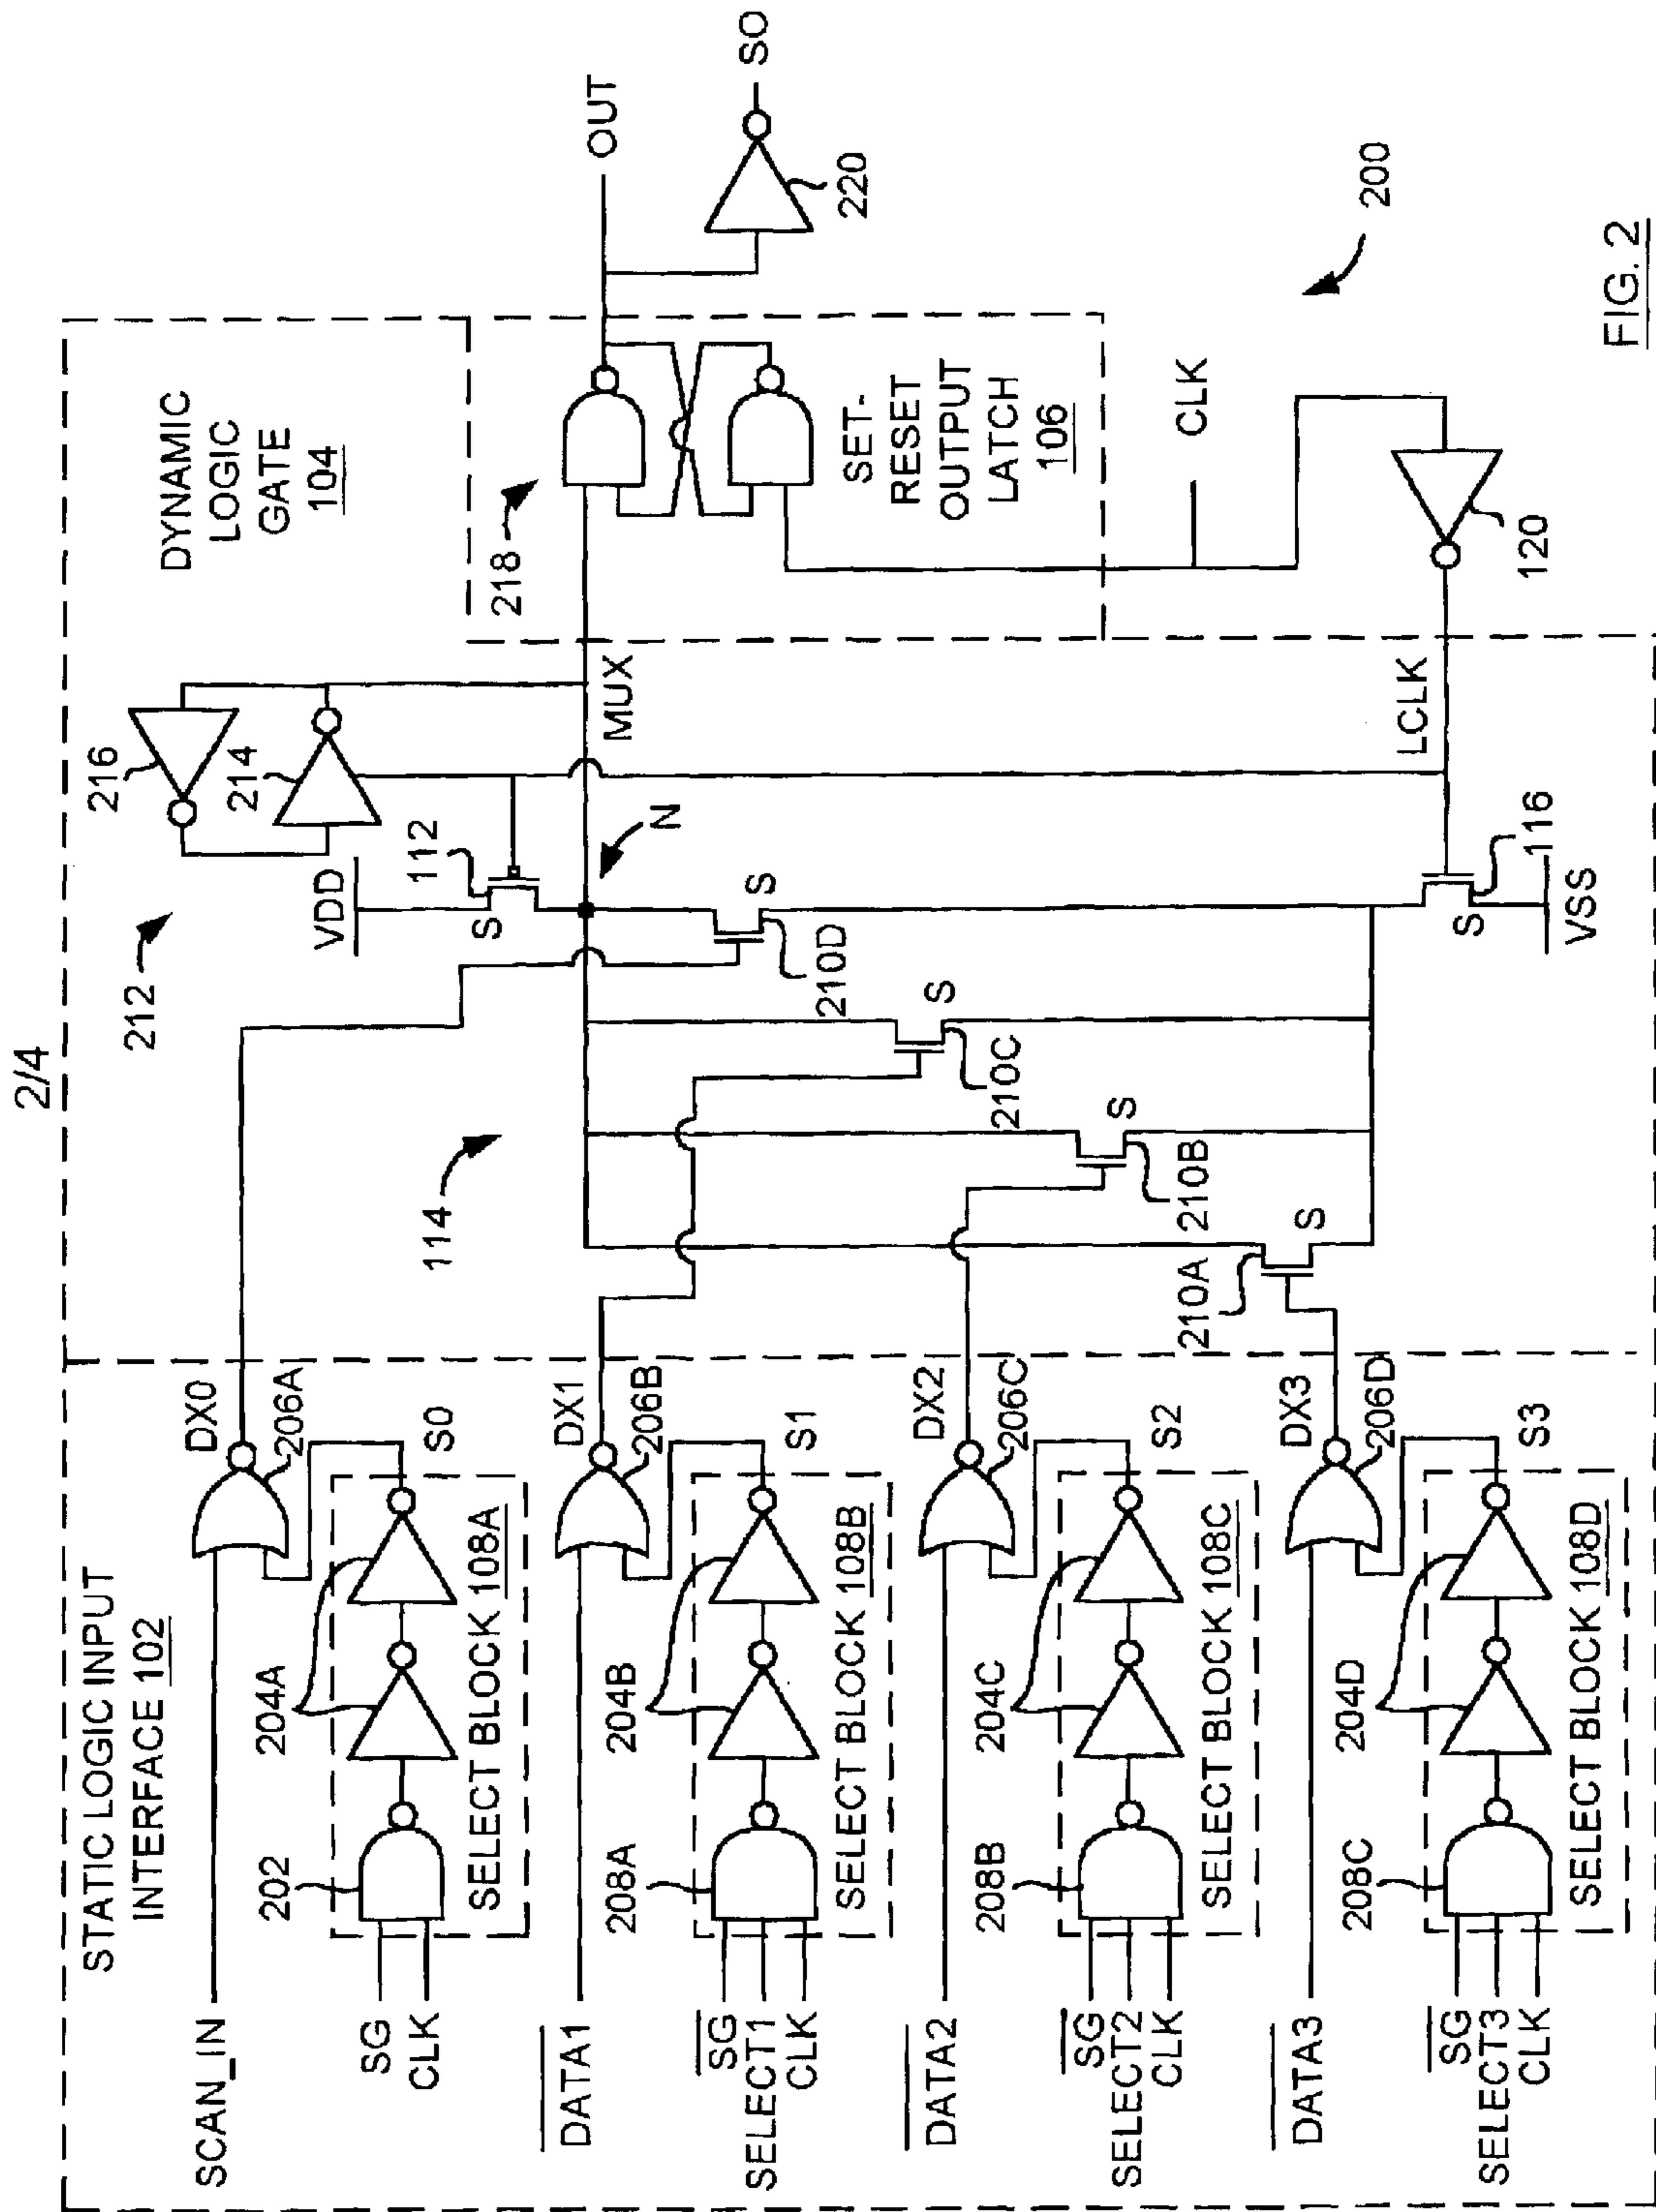 2/4
STATIC LOGIC INPUT
INTERFACE 102
DYNAMIC
LOGIC
GATE
104
SCAN_IN
DX0
206A
SG
CLK
202
204A
S0
SELECT BLOCK 108A
DATA1
DX1
206B
SG
SELECT1
CLK
208A
204B
S1
SELECT BLOCK 108B
DATA2
DX2
206C
SG
SELECT2
CLK
208B
204C
S2
SELECT BLOCK 108C
DATA3
DX3
206D
SG
SELECT3
CLK
208C
204D
S3
SELECT BLOCK 108D
212
216
214
VDD
112
S
N
MUX
114
210D
S
210C
S
210B
S
210A
S
LCLK
116
S
VSS
218
SET-
RESET
OUTPUT
LATCH
106
OUT
SO
220
CLK
120
200
FIG. 2